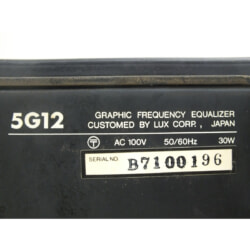 5G12 GRAPHIC FREQUENCY EQUALIZER
CUSTOMED BY LUX CORP., JAPAN
T AC 100V 50/60Hz 30W
SERIAL NO. B7100196